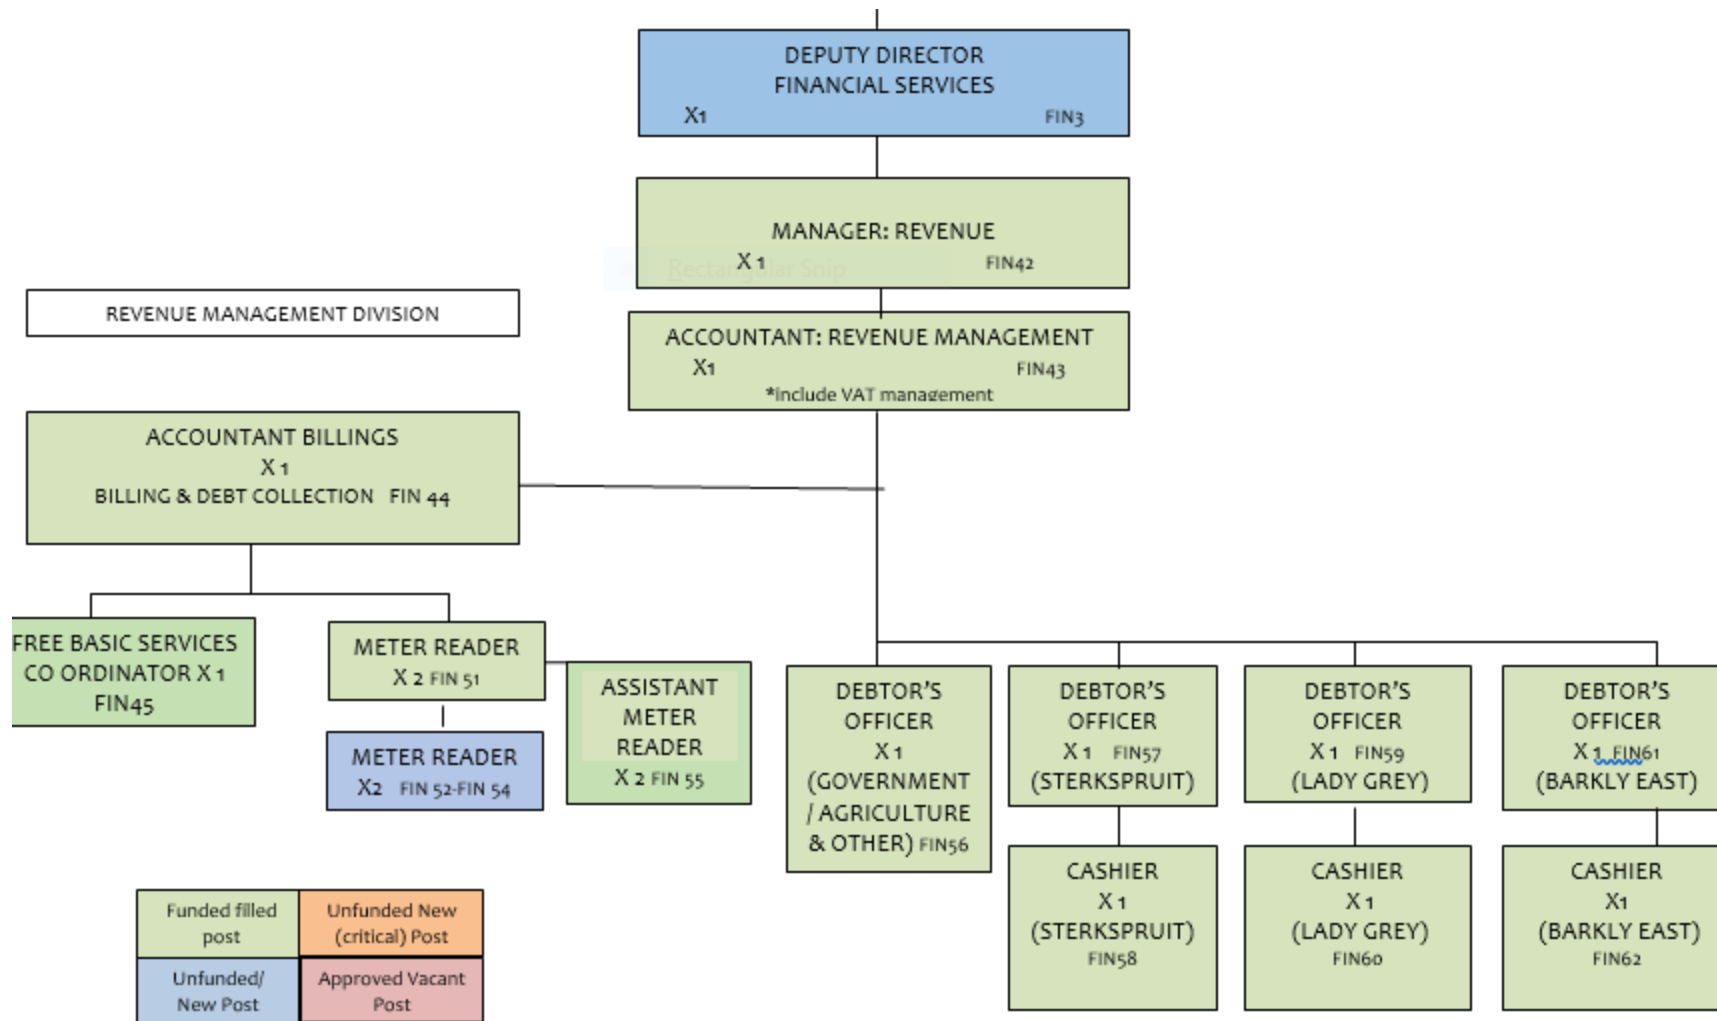 DEPUTY DIRECTOR
FINANCIAL SERVICES
X1 FIN3
MANAGER: REVENUE
X 1 FIN42
Rectangular Snip
REVENUE MANAGEMENT DIVISION
ACCOUNTANT: REVENUE MANAGEMENT
X1 FIN43
*Include VAT management
ACCOUNTANT BILLINGS
X 1
BILLING & DEBT COLLECTION FIN 44
FREE BASIC SERVICES
CO ORDINATOR X 1
FIN45
METER READER
X 2 FIN 51
METER READER
X2 FIN 52-FIN 54
ASSISTANT
METER
READER
X 2 FIN 55
DEBTOR'S
OFFICER
X 1
(GOVERNMENT
/ AGRICULTURE
& OTHER) FIN56
DEBTOR'S
OFFICER
X 1 FIN57
(STERKSPRUIT)
DEBTOR'S
OFFICER
X 1 FIN59
(LADY GREY)
DEBTOR'S
OFFICER
X 1 FIN61
(BARKLY EAST)
CASHIER
X 1
(STERKSPRUIT)
FIN58
CASHIER
X 1
(LADY GREY)
FIN60
CASHIER
X1
(BARKLY EAST)
FIN62
Funded filled
post
Unfunded New
(critical) Post
Unfunded/
New Post
Approved Vacant
Post